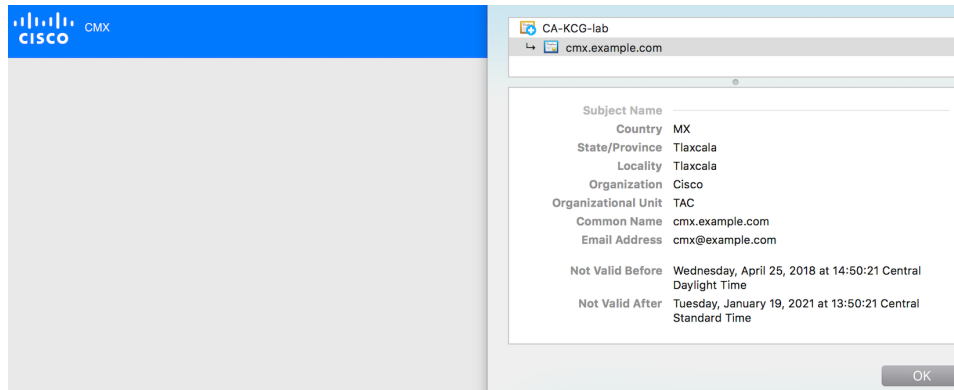 CISCO CMX
CA-KCG-lab
cmx.example.com
Subject Name
Country MX
State/Province Tlaxcala
Locality Tlaxcala
Organization Cisco
Organizational Unit TAC
Common Name cmx.example.com
Email Address cmx@example.com
Not Valid Before Wednesday, April 25, 2018 at 14:50:21 Central
Daylight Time
Not Valid After Tuesday, January 19, 2021 at 13:50:21 Central
Standard Time
OK